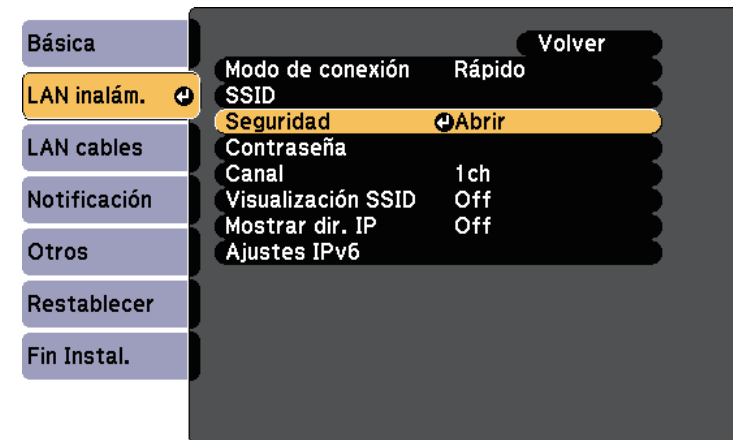 Básica
LAN inalám.
LAN cables
Notificación
Otros
Restablecer
Fin Instal.
Volver
Modo de conexión Rápido
SSID
Seguridad Abrir
Contraseña
Canal 1ch
Visualización SSID Off
Mostrar dir. IP Off
Ajustes IPv6